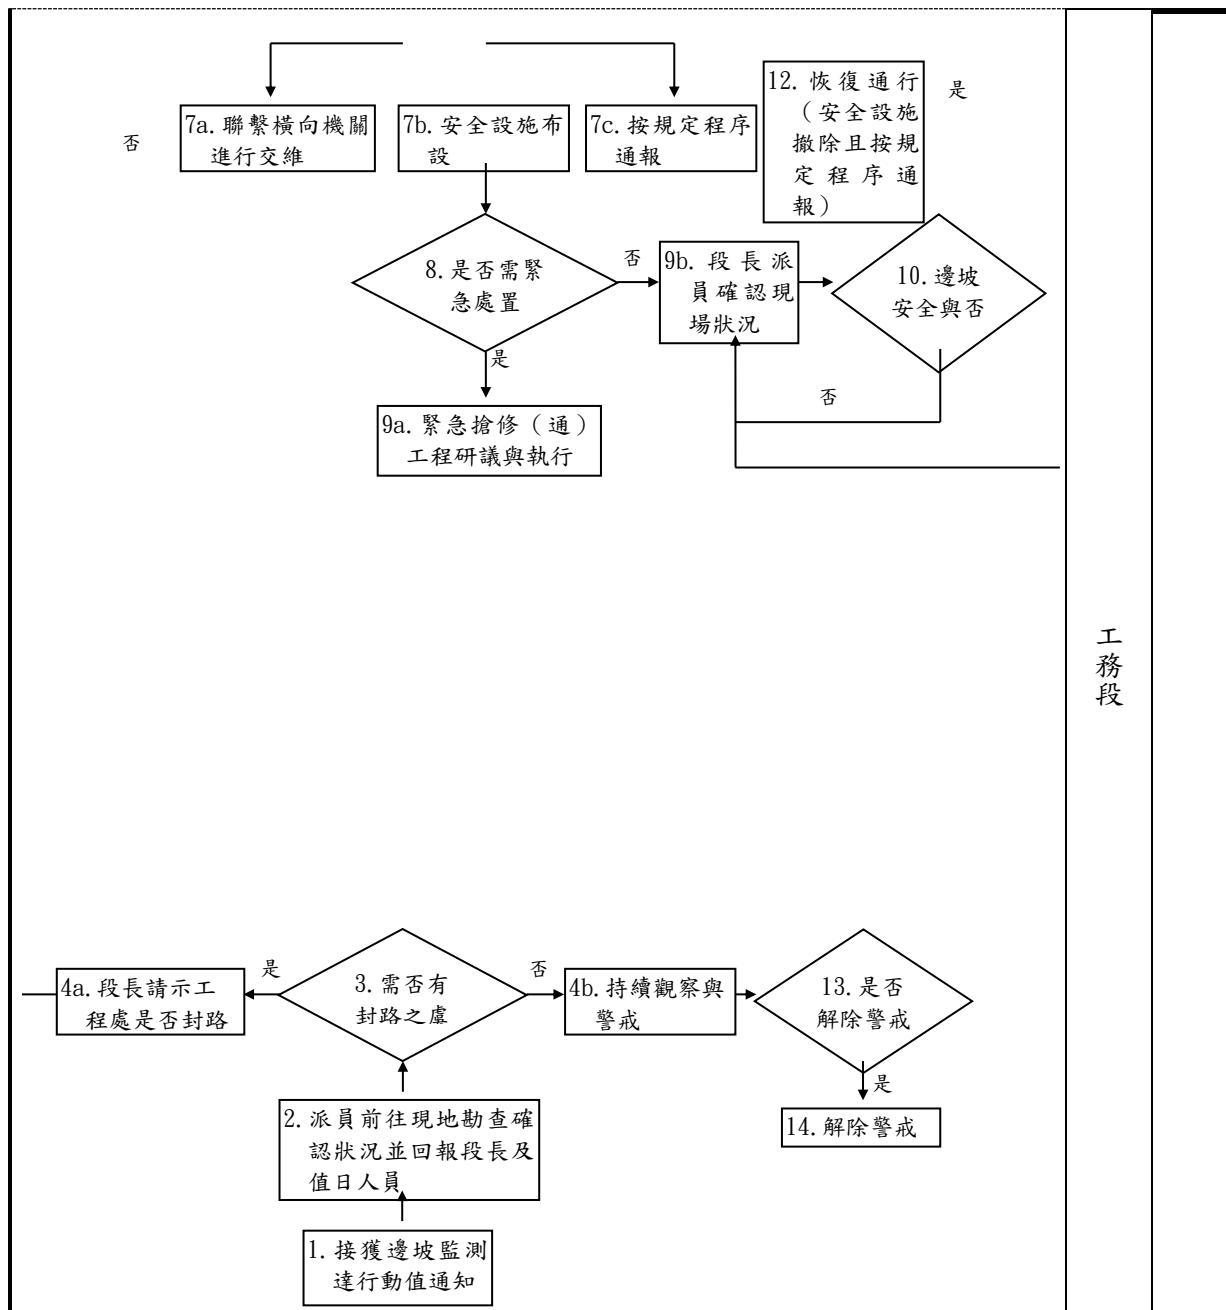 12.恢復通行
（安全設施
撤除且按規
定程序通
報）
是
否
7a.聯繫橫向機關
進行交維
7b.安全設施布
設
7c.按規定程序
通報
8.是否需緊
急處置
否
9b.段長派
員確認現
場狀況
10.邊坡
安全與否
是
否
9a.緊急搶修（通）
工程研議與執行
工務段
4a.段長請示工
程處是否封路
是
3.需否有
封路之虞
否
4b.持續觀察與
警戒
13.是否
解除警戒
是
14.解除警戒
2.派員前往現地勘查確
認狀況並回報段長及
值日人員
1.接獲邊坡監測
達行動值通知